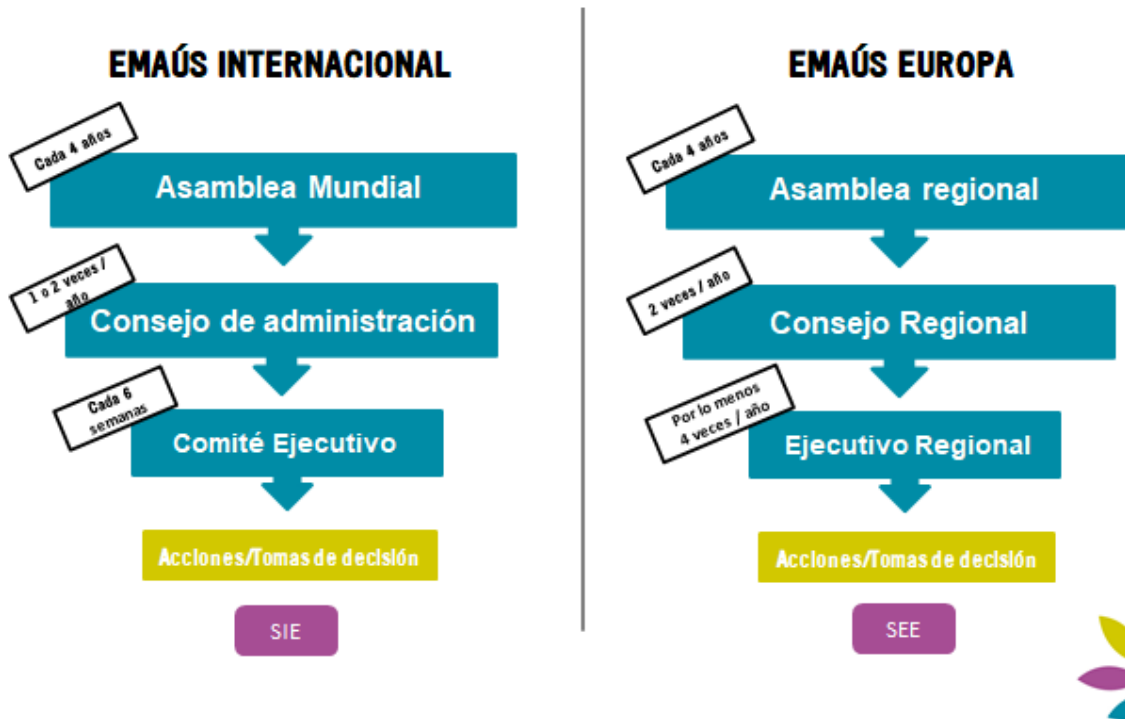 EMAÚS INTERNACIONAL
Cada 4 años
Asamblea Mundial
1 o 2 veces /
año
Consejo de administración
Cada 6
semanas
Comité Ejecutivo
Acciones/Tomas de decisión
SIE
EMAÚS EUROPA
Cada 4 años
Asamblea regional
2 veces / año
Consejo Regional
Por lo menos
4 veces / año
Ejecutivo Regional
Acciones/Tomas de decisión
SEE